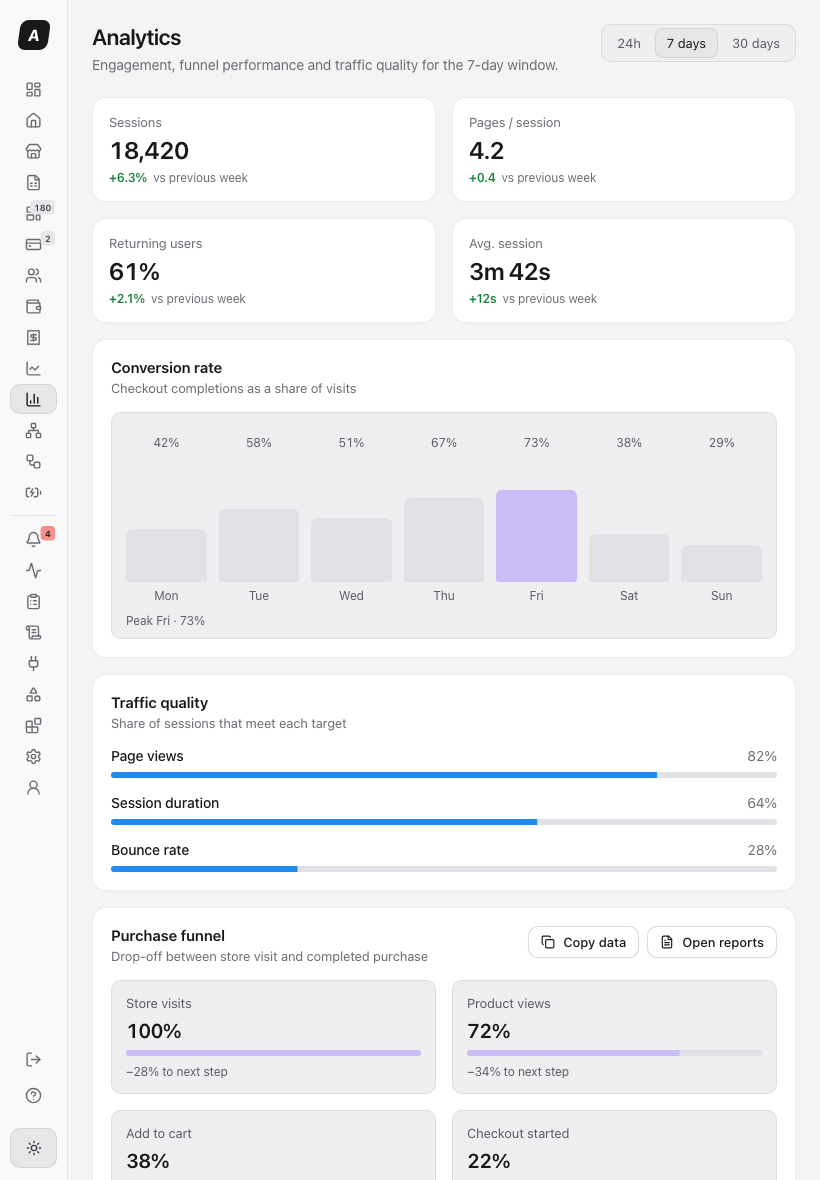 A
Analytics
Engagement, funnel performance and traffic quality for the 7-day window.
24h
7 days
30 days
180
2
4
Sessions
18,420
+6.3% vs previous week
Pages / session
4.2
+0.4 vs previous week
Returning users
61%
+2.1% vs previous week
Avg. session
3m 42s
+12s vs previous week
Conversion rate
Checkout completions as a share of visits
42% 58% 51% 67% 73% 38% 29%
Mon Tue Wed Thu Fri Sat Sun
Peak Fri · 73%
Traffic quality
Share of sessions that meet each target
Page views 82%
Session duration 64%
Bounce rate 28%
Purchase funnel
Drop-off between store visit and completed purchase
Copy data
Open reports
Store visits
100%
−28% to next step
Product views
72%
−34% to next step
Add to cart
38%
Checkout started
22%